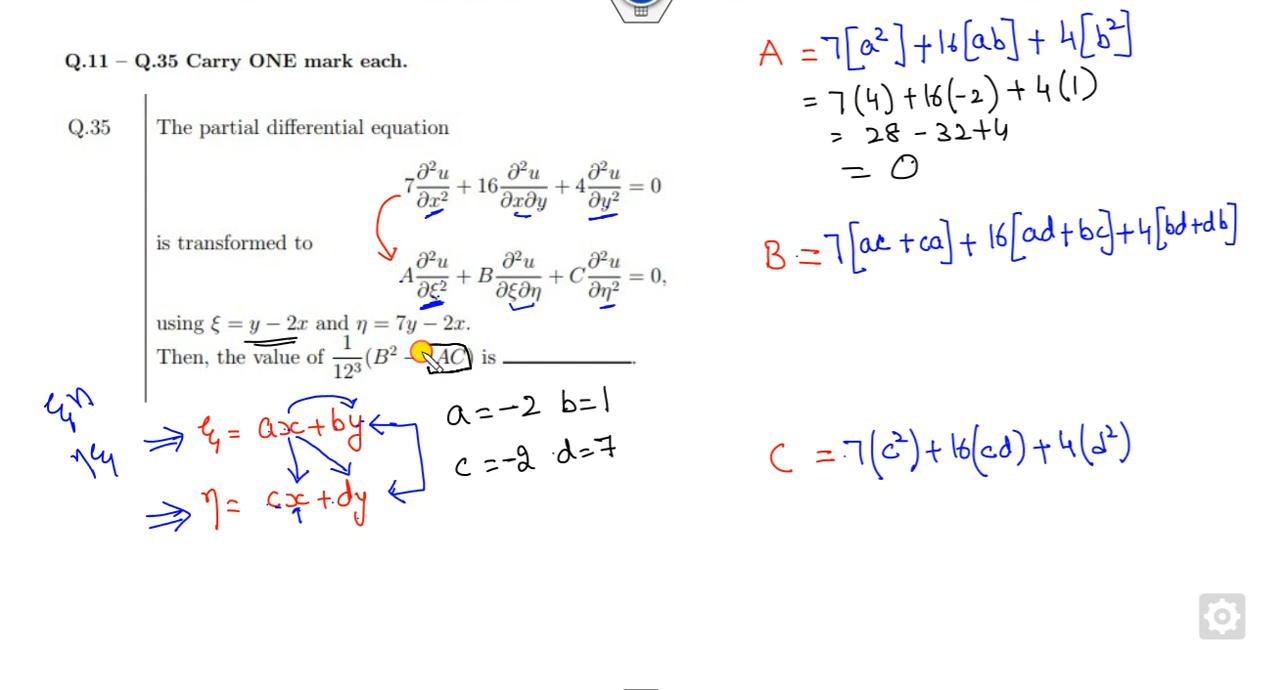 Q.11 – Q.35 Carry ONE mark each.
Q.35 The partial differential equation
7 ∂²u/∂x² + 16 ∂²u/∂x∂y + 4 ∂²u/∂y² = 0
is transformed to
A ∂²u/∂ξ² + B ∂²u/∂ξ∂η + C ∂²u/∂η² = 0,
using ξ = y − 2x and η = 7y − 2x.
Then, the value of 1/12³ (B² − AC) is
ξη
ηξ
⇒ ξ = ax + by
⇒ η = cx + dy
a = -2 b = 1
c = -2 d = 7
A = 7[a²] + 16[ab] + 4[b²]
= 7(4) + 16(-2) + 4(1)
= 28 - 32 + 4
= 0
B = 7[ac + ca] + 16[ad + bc] + 4[bd + db]
C = 7(c²) + 16(cd) + 4(d²)